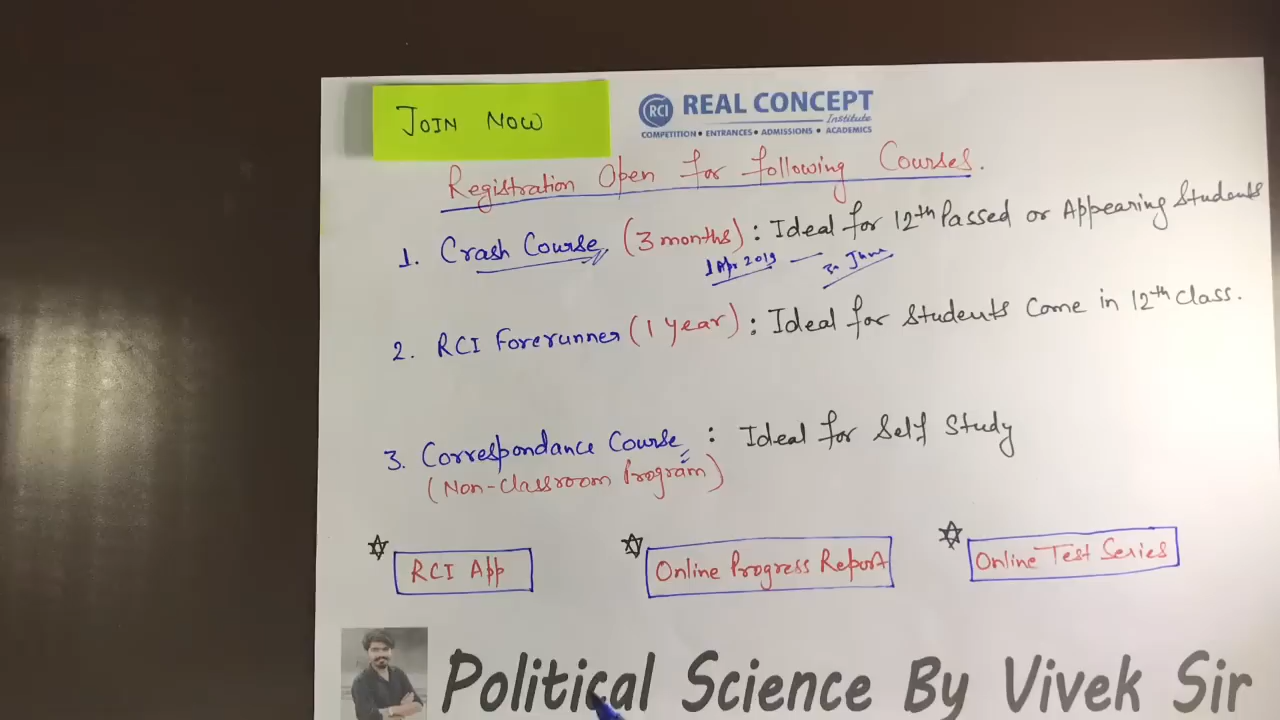 JOIN NOW
RCI REAL CONCEPT
Institute
COMPETITION • ENTRANCES • ADMISSIONS • ACADEMICS
Registration Open for following Courses.
1. Crash Course (3 months) : Ideal for 12th Passed or Appearing Students
1 Apr 2019 — 30 June
2. RCI Forerunner (1 year) : Ideal for Students Come in 12th class.
3. Correspondance Course : Ideal for Self Study
(Non-classroom Program)
RCI App
Online Progress Report
Online Test Series
Political Science By Vivek Sir